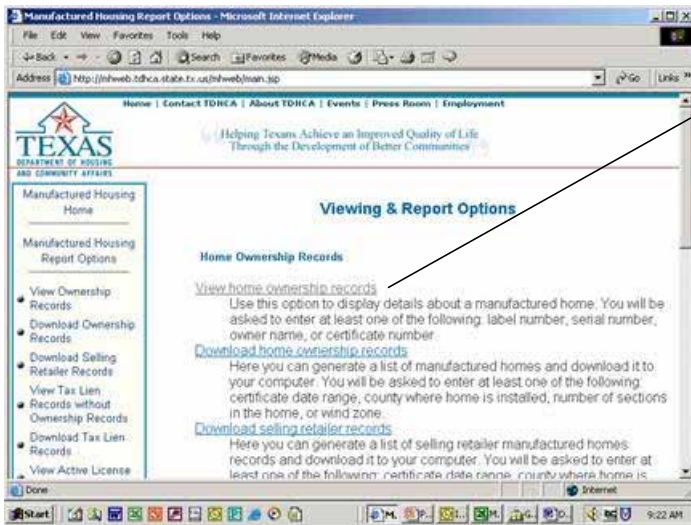 Manufactured Housing Report Options - Microsoft Internet Explorer
File Edit View Favorites Tools Help
Back Search Favorites Media
Address http://mhweb.tdhca.state.tx.us/mhweb/main.jsp Go Links »
Home | Contact TDHCA | About TDHCA | Events | Press Room | Employment
TEXAS
DEPARTMENT OF HOUSING
AND COMMUNITY AFFAIRS
Helping Texans Achieve an Improved Quality of Life
Through the Development of Better Communities
Manufactured Housing
Home
Manufactured Housing
Report Options
View Ownership
Records
Download Ownership
Records
Download Selling
Retailer Records
View Tax Lien
Records without
Ownership Records
Download Tax Lien
Records
View Active License
Viewing & Report Options
Home Ownership Records
View home ownership records
Use this option to display details about a manufactured home. You will be
asked to enter at least one of the following: label number, serial number,
owner name, or certificate number.
Download home ownership records
Here you can generate a list of manufactured homes and download it to
your computer. You will be asked to enter at least one of the following:
certificate date range, county where home is installed, number of sections
in the home, or wind zone.
Download selling retailer records
Here you can generate a list of selling retailer manufactured homes
records and download it to your computer. You will be asked to enter at
least one of the following: certificate date range, county where home is
Done Internet
Start 9:22 AM